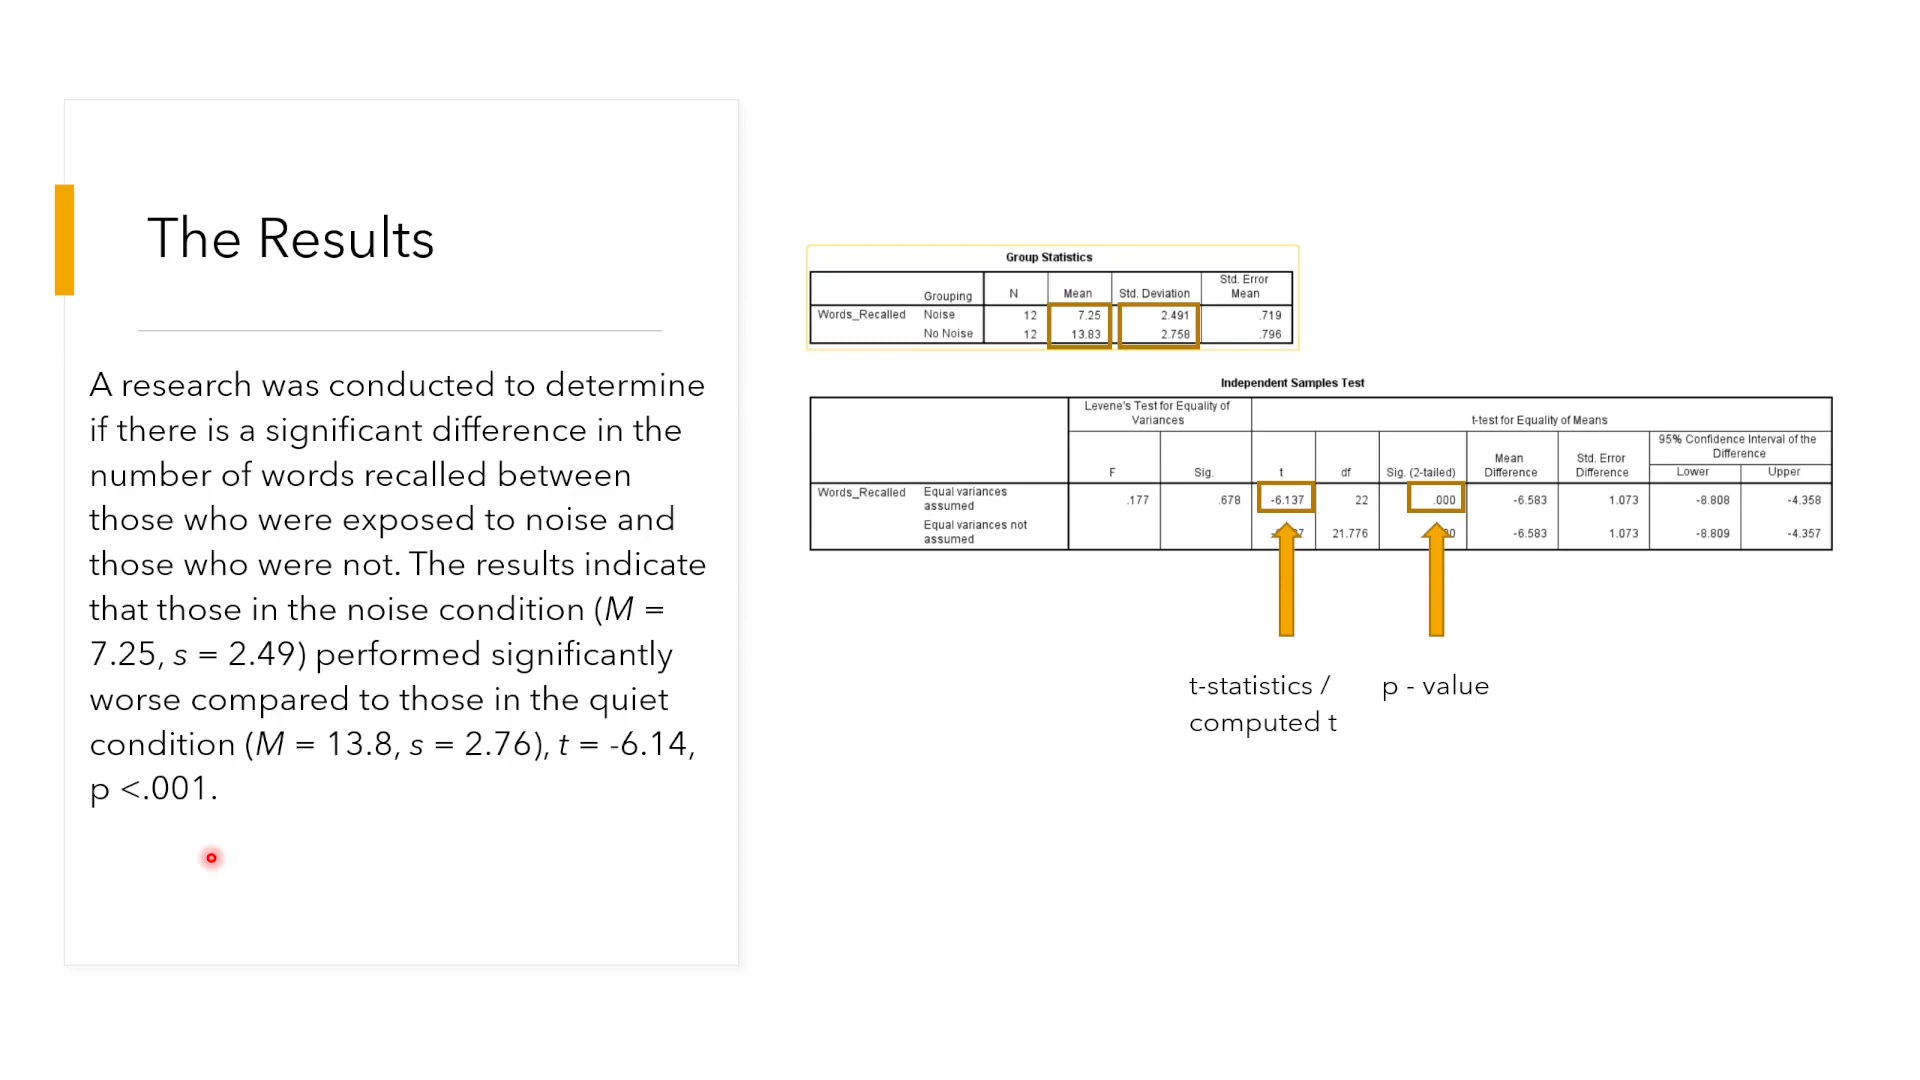 The Results
A research was conducted to determine
if there is a significant difference in the
number of words recalled between
those who were exposed to noise and
those who were not. The results indicate
that those in the noise condition (M =
7.25, s = 2.49) performed significantly
worse compared to those in the quiet
condition (M = 13.8, s = 2.76), t = -6.14,
p <.001.
Group Statistics
Grouping N Mean Std. Deviation Std. Error Mean
Words_Recalled Noise 12 7.25 2.491 .719
No Noise 12 13.83 2.758 .796
Independent Samples Test
Levene's Test for Equality of Variances
t-test for Equality of Means
95% Confidence Interval of the Difference
F Sig. t df Sig. (2-tailed) Mean Difference Std. Error Difference Lower Upper
Words_Recalled Equal variances assumed .177 .678 -6.137 22 .000 -6.583 1.073 -8.808 -4.358
Equal variances not assumed 21.776 -6.583 1.073 -8.809 -4.357
t-statistics /
computed t
p - value